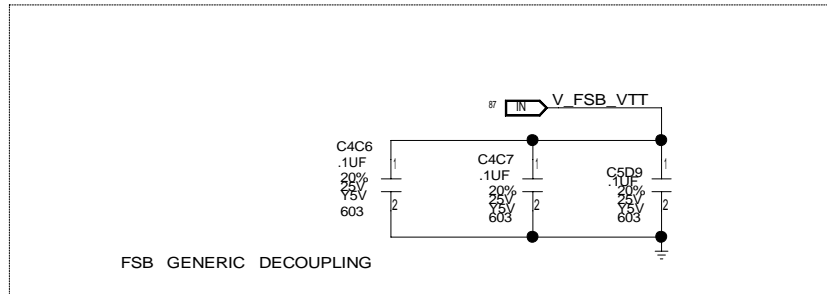 87 IN V_FSB_VTT
C4C6
.1UF
20%
25V
Y5V
603
1
2
C4C7
.1UF
20%
25V
Y5V
603
1
2
C5D9
.1UF
20%
25V
Y5V
603
1
2
FSB GENERIC DECOUPLING